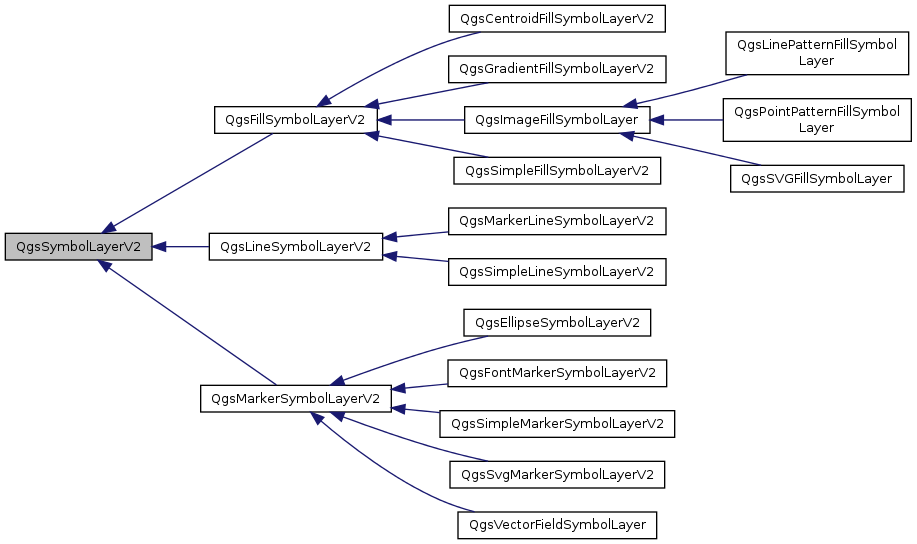 QgsCentroidFillSymbolLayerV2
QgsLinePatternFillSymbol
Layer
QgsGradientFillSymbolLayerV2
QgsFillSymbolLayerV2
QgsImageFillSymbolLayer
QgsPointPatternFillSymbol
Layer
QgsSimpleFillSymbolLayerV2
QgsSVGFillSymbolLayer
QgsMarkerLineSymbolLayerV2
QgsSymbolLayerV2
QgsLineSymbolLayerV2
QgsSimpleLineSymbolLayerV2
QgsEllipseSymbolLayerV2
QgsFontMarkerSymbolLayerV2
QgsMarkerSymbolLayerV2
QgsSimpleMarkerSymbolLayerV2
QgsSvgMarkerSymbolLayerV2
QgsVectorFieldSymbolLayer